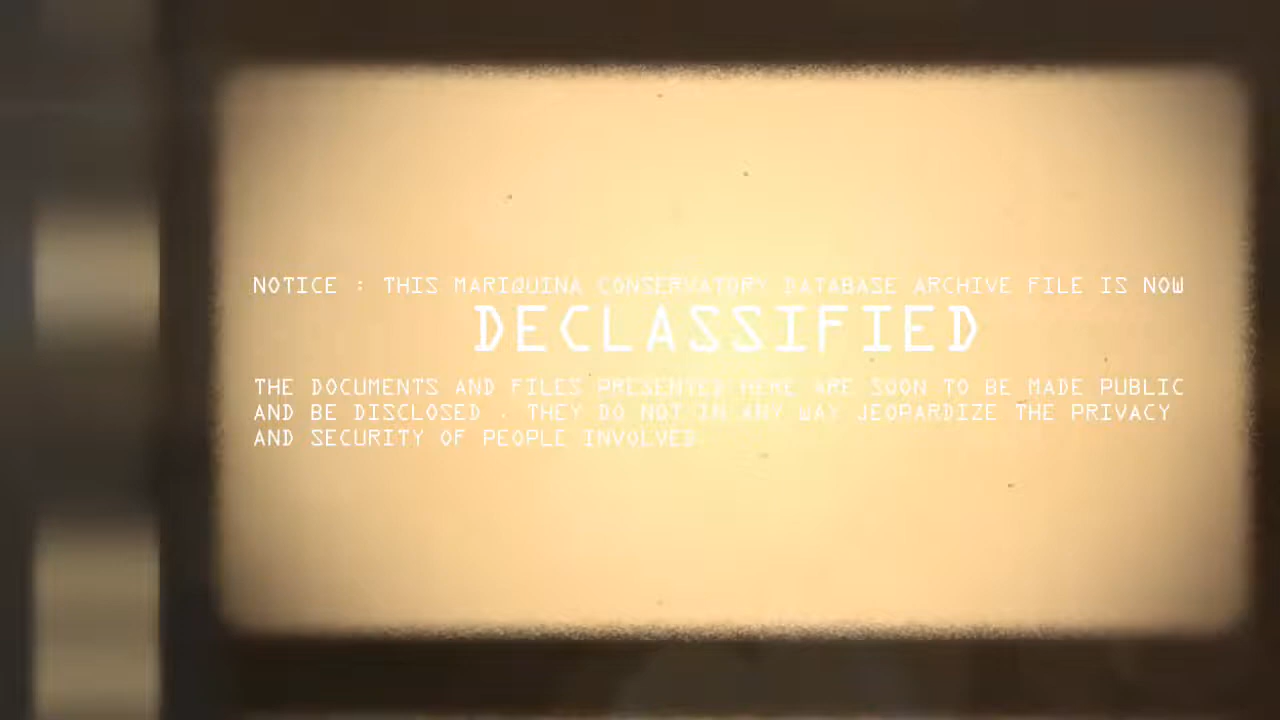 NOTICE : THIS MARIQUINA CONSERVATORY DATABASE ARCHIVE FILE IS NOW
DECLASSIFIED
THE DOCUMENTS AND FILES PRESENTED HERE ARE SOON TO BE MADE PUBLIC
AND BE DISCLOSED . THEY DO NOT IN ANY WAY JEOPARDIZE THE PRIVACY
AND SECURITY OF PEOPLE INVOLVES